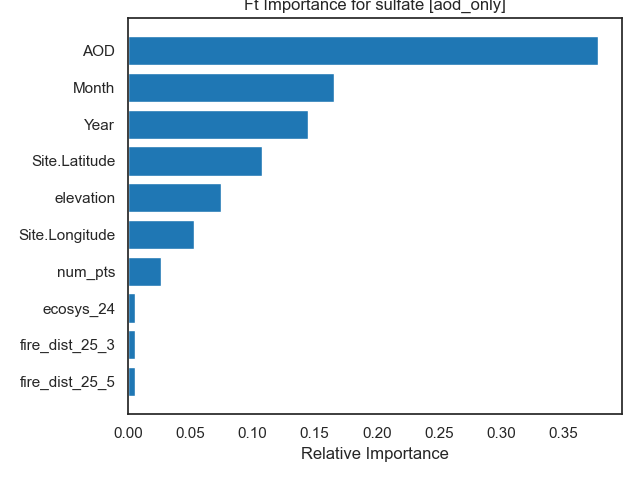 Ft Importance for sulfate [aod_only]
AOD
Month
Year
Site.Latitude
elevation
Site.Longitude
num_pts
ecosys_24
fire_dist_25_3
fire_dist_25_5
0.00 0.05 0.10 0.15 0.20 0.25 0.30 0.35
Relative Importance